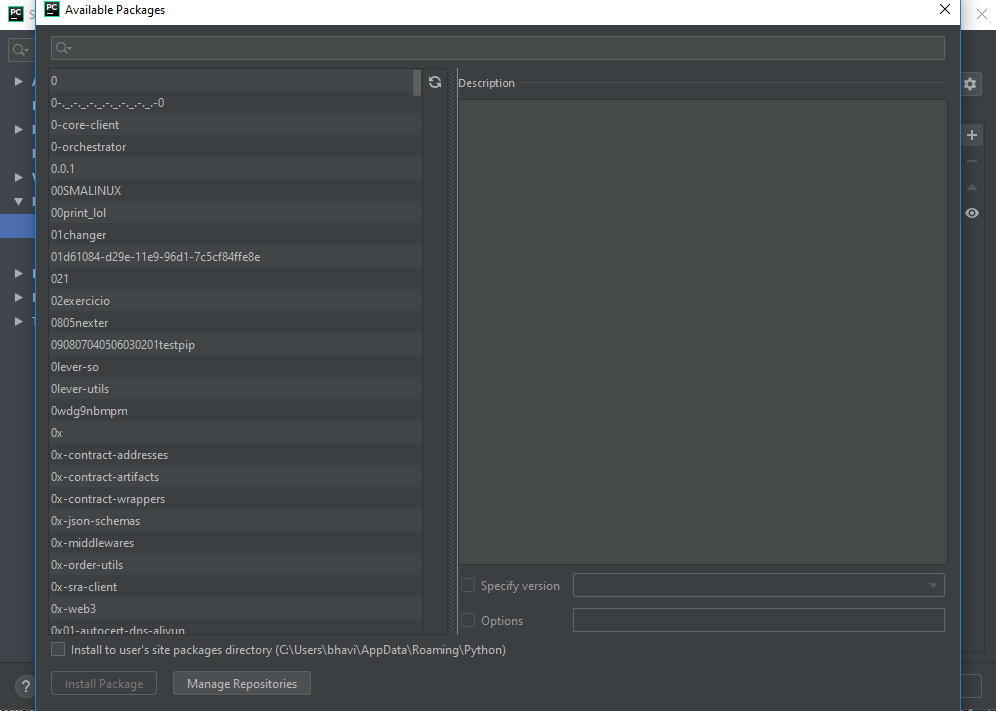 Available Packages
0
0-._.-._.-._.-._.-._.-._.-0
0-core-client
0-orchestrator
0.0.1
00SMALINUX
00print_lol
01changer
01d61084-d29e-11e9-96d1-7c5cf84ffe8e
021
02exercicio
0805nexter
090807040506030201testpip
0lever-so
0lever-utils
0wdg9nbmpm
0x
0x-contract-addresses
0x-contract-artifacts
0x-contract-wrappers
0x-json-schemas
0x-middlewares
0x-order-utils
0x-sra-client
0x-web3
0x01-autocert-dns-aliyun
Description
Specify version
Options
Install to user's site packages directory (C:\Users\bhavi\AppData\Roaming\Python)
Install Package
Manage Repositories